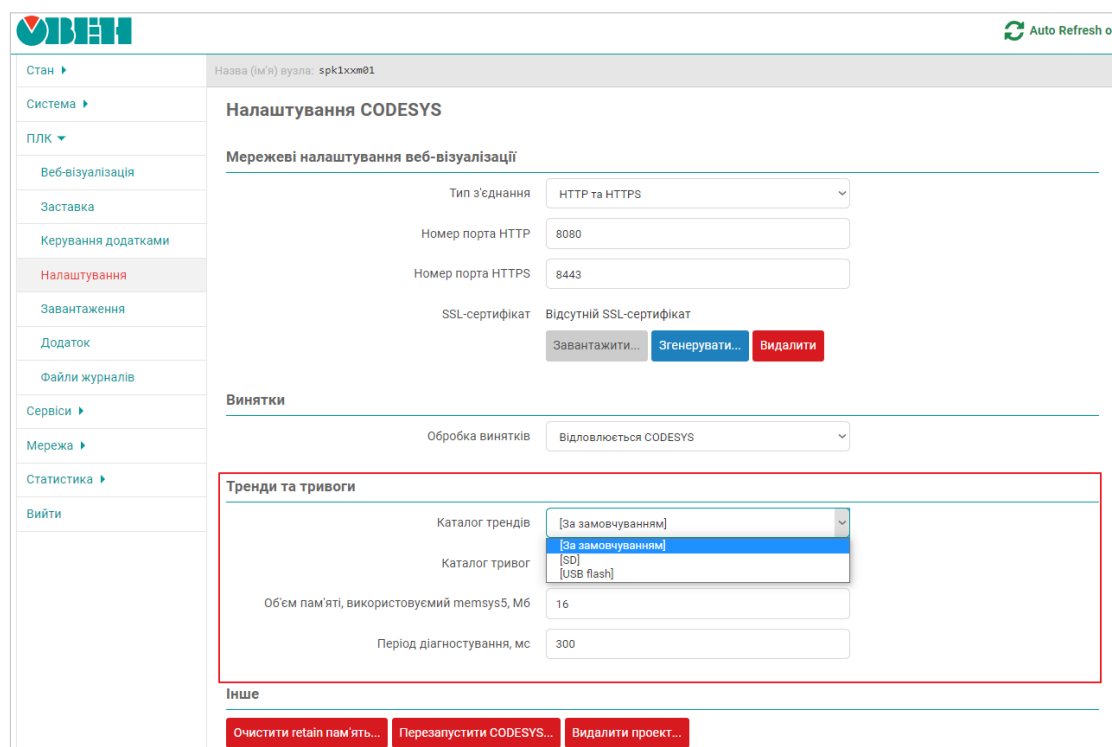 ОВЕН
Auto Refresh o
Стан
Назва (ім'я) вузла: spk1xxm01
Система
ПЛК
Веб-візуалізація
Заставка
Керування додатками
Налаштування
Завантаження
Додаток
Файли журналів
Сервіси
Мережа
Статистика
Вийти
Налаштування CODESYS
Мережеві налаштування веб-візуалізації
Тип з'єднання HTTP та HTTPS
Номер порта HTTP 8080
Номер порта HTTPS 8443
SSL-сертифікат Відсутній SSL-сертифікат
Завантажити... Згенерувати... Видалити
Винятки
Обробка винятків Відловлюється CODESYS
Тренди та тривоги
Каталог трендів [За замовчуванням]
[За замовчуванням]
Каталог тривог [SD]
[USB flash]
Об'єм пам'яті, використовуємий memsys5, Мб 16
Період діагностування, мс 300
Інше
Очистити retain пам'ять... Перезапустити CODESYS... Видалити проект...